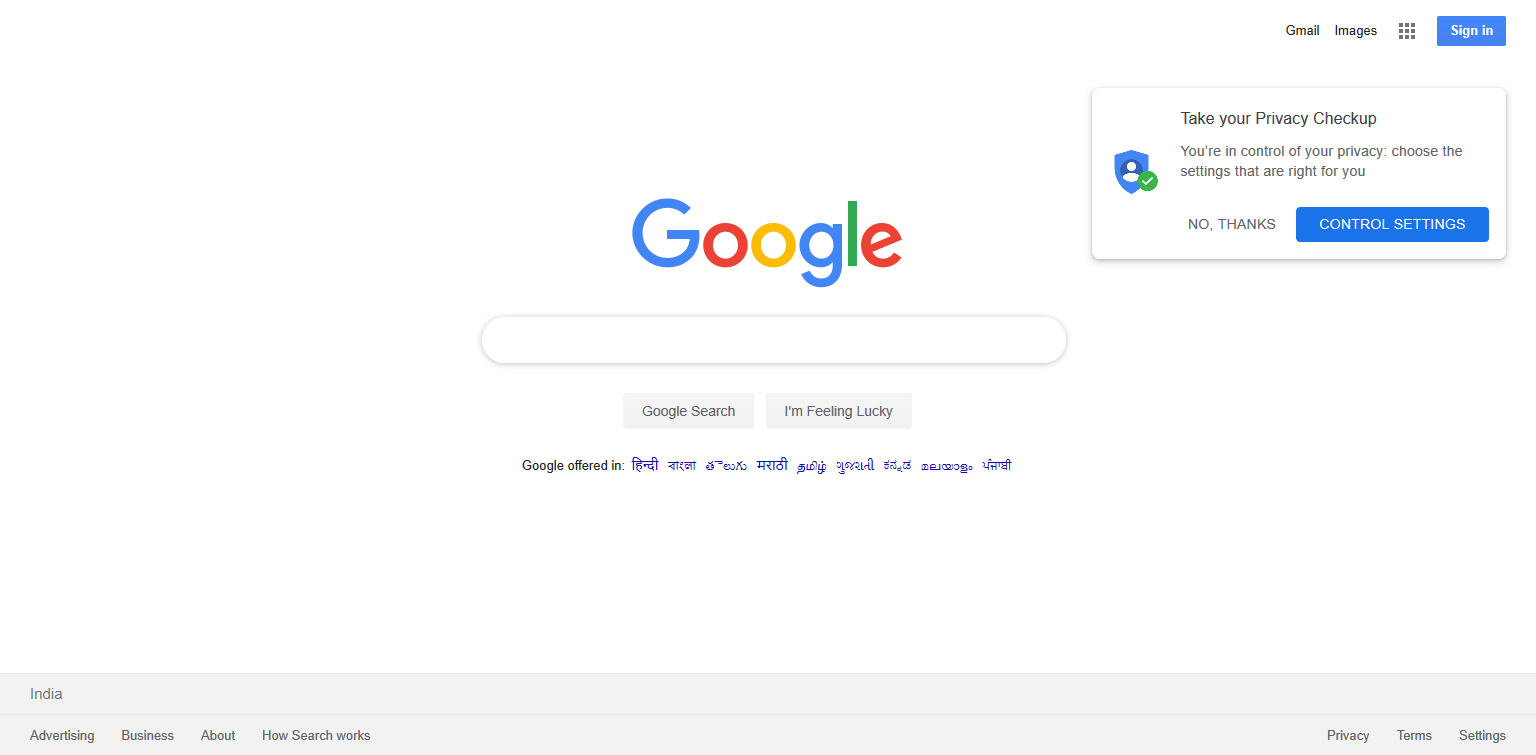 Gmail Images Sign in
Take your Privacy Checkup
You're in control of your privacy: choose the
settings that are right for you
NO, THANKS CONTROL SETTINGS
Google
Google Search I'm Feeling Lucky
Google offered in: हिन्दी বাংলা తెలుగు मराठी தமிழ் ગુજરાતી ಕನ್ನಡ മലയാളം ਪੰਜਾਬੀ
India
Advertising Business About How Search works Privacy Terms Settings